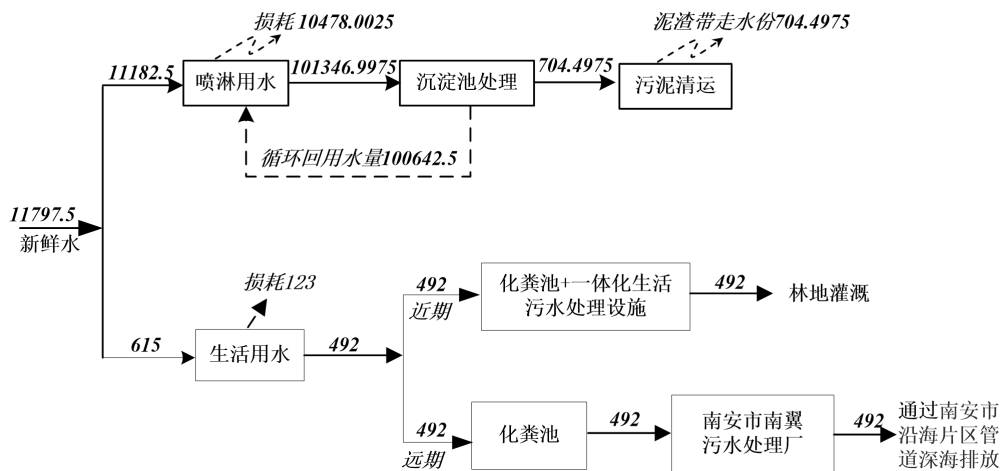 损耗10478.0025
泥渣带走水份704.4975
11182.5
喷淋用水
101346.9975
沉淀池处理
704.4975
污泥清运
循环回用水量100642.5
11797.5
新鲜水
损耗123
615
生活用水
492
492
近期
化粪池+一体化生活
污水处理设施
492
林地灌溉
492
远期
化粪池
492
南安市南翼
污水处理厂
492
通过南安市
沿海片区管
道深海排放